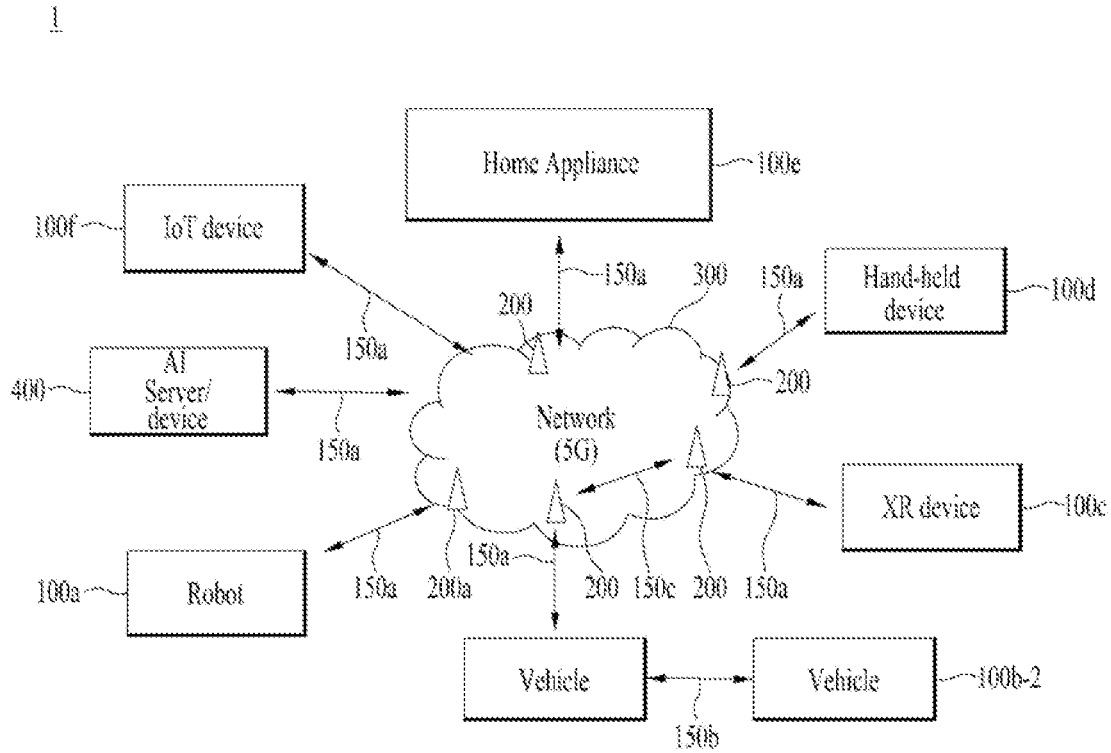 1
Home Appliance
100e
IoT device
100f
150a
300
150a
Hand-held
device
100d
200
150a
AI
Server/
device
400
200
150a
Network
(5G)
XR device
100c
150a
Robot
100a
150a
200a
200
150c
200
150a
Vehicle
Vehicle
100b-2
150b